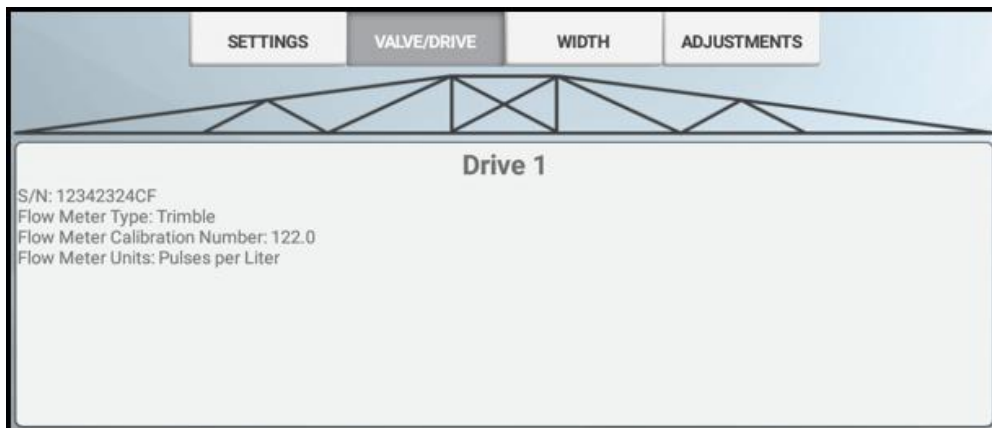 SETTINGS
VALVE/DRIVE
WIDTH
ADJUSTMENTS
Drive 1
S/N: 12342324CF
Flow Meter Type: Trimble
Flow Meter Calibration Number: 122.0
Flow Meter Units: Pulses per Liter